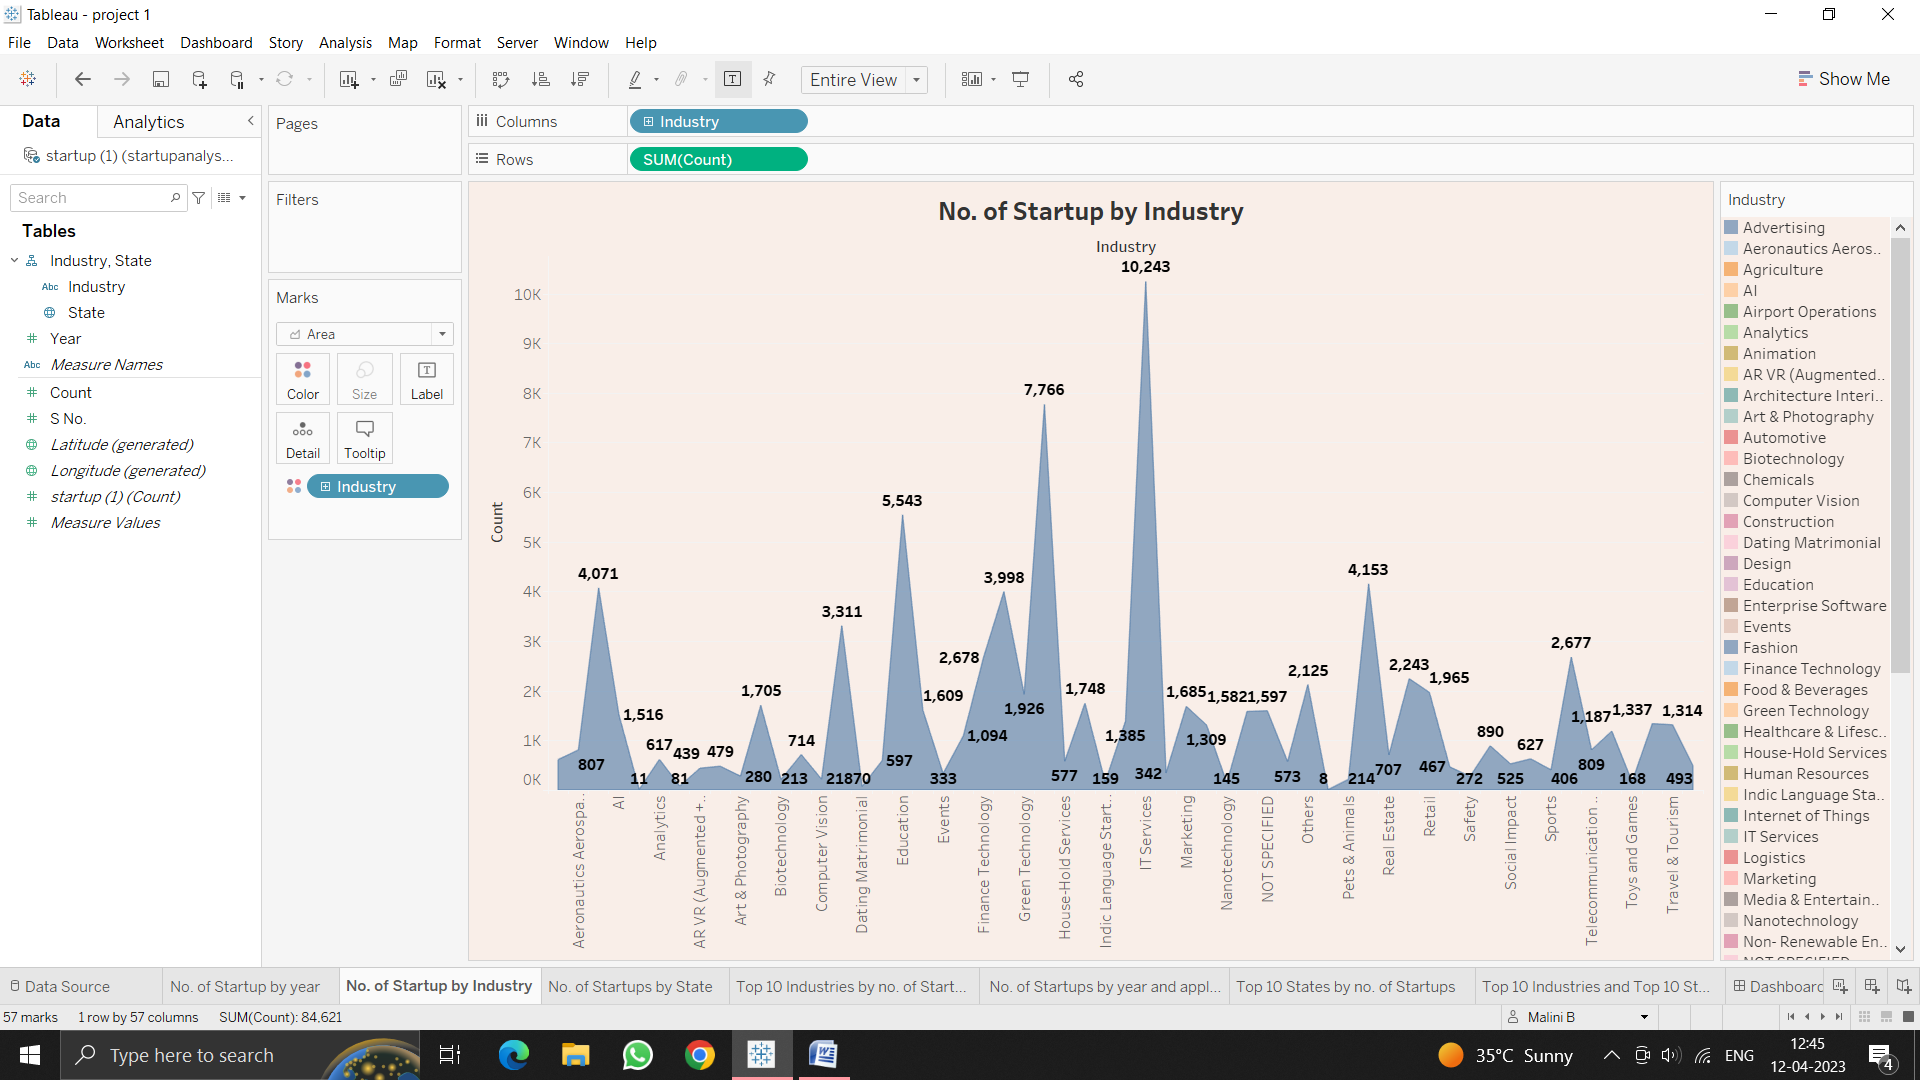 Tableau - project 1
File Data Worksheet Dashboard Story Analysis Map Format Server Window Help
Entire View
Show Me
Data Analytics
startup (1) (startupanalys...
Search
Tables
Industry, State
Abc Industry
State
Year
Abc Measure Names
Count
S No.
Latitude (generated)
Longitude (generated)
startup (1) (Count)
Measure Values
Pages
Filters
Marks
Area
Color Size Label
Detail Tooltip
Industry
Columns Industry
Rows SUM(Count)
No. of Startup by Industry
Industry
Count
10K
9K
8K
7K
6K
5K
4K
3K
2K
1K
0K
10,243
7,766
5,543
4,071
3,998
4,153
3,311
2,678
2,677
1,705
1,609
1,926
1,748
1,685
1,582
1,597
2,125
2,243
1,965
1,187
1,337
1,314
1,516
617
439
479
714
1,094
1,385
1,309
890
627
807
11
81
280
213
218
70
597
333
577
159
342
145
573
8
214
707
467
272
525
406
809
168
493
Aeronautics Aerospa..
AI
Analytics
AR VR (Augmented +..
Art & Photography
Biotechnology
Computer Vision
Dating Matrimonial
Education
Events
Finance Technology
Green Technology
House-Hold Services
Indic Language Start..
IT Services
Marketing
Nanotechnology
NOT SPECIFIED
Others
Pets & Animals
Real Estate
Retail
Safety
Social Impact
Sports
Telecommunication ..
Toys and Games
Travel & Tourism
Industry
Advertising
Aeronautics Aeros..
Agriculture
AI
Airport Operations
Analytics
Animation
AR VR (Augmented..
Architecture Interi..
Art & Photography
Automotive
Biotechnology
Chemicals
Computer Vision
Construction
Dating Matrimonial
Design
Education
Enterprise Software
Events
Fashion
Finance Technology
Food & Beverages
Green Technology
Healthcare & Lifesc..
House-Hold Services
Human Resources
Indic Language Sta..
Internet of Things
IT Services
Logistics
Marketing
Media & Entertain..
Nanotechnology
Non- Renewable En..
NOT SPECIFIED
Data Source No. of Startup by year No. of Startup by Industry No. of Startups by State Top 10 Industries by no. of Start... No. of Startups by year and appl... Top 10 States by no. of Startups Top 10 Industries and Top 10 St... Dashboard
57 marks 1 row by 57 columns SUM(Count): 84,621 Malini B
Type here to search
35°C Sunny
ENG
12:45
12-04-2023
4